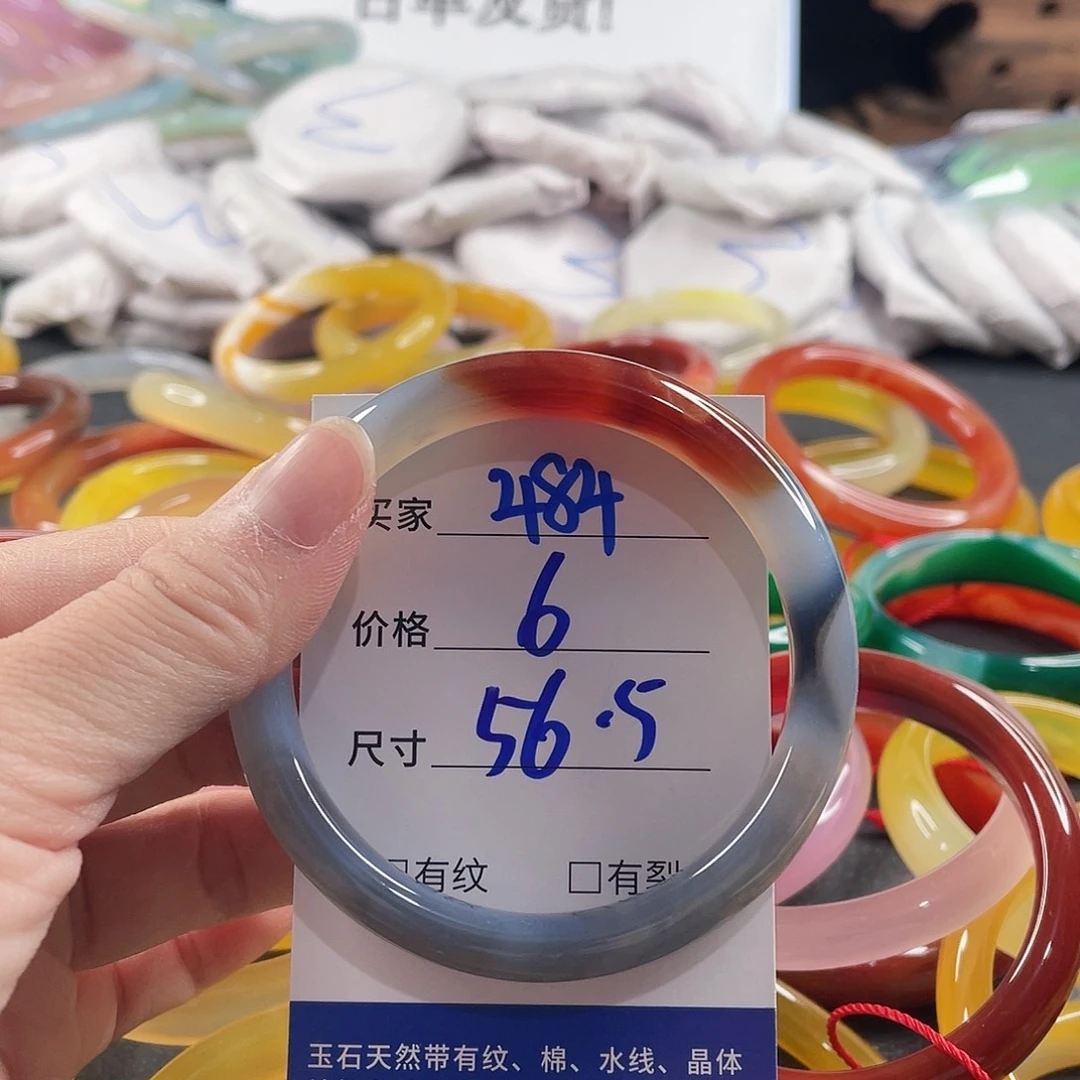 买家 2484
价格 6
尺寸 56.5
□有纹 □有裂
玉石天然带有纹、棉、水线、晶体